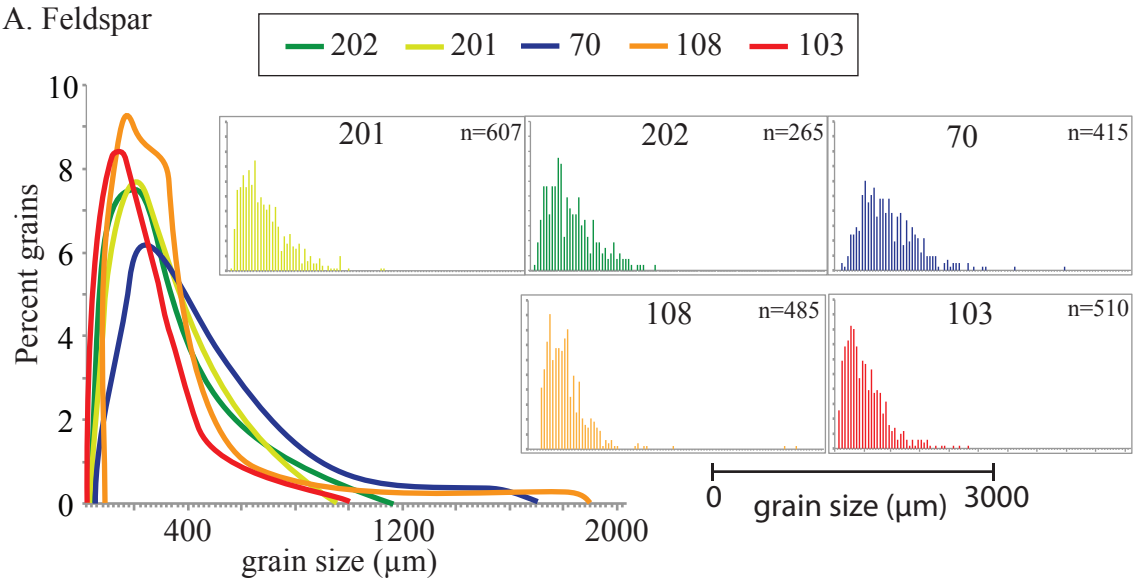 A. Feldspar
202 201 70 108 103
Percent grains
10
8
6
4
2
0
400 1200 2000
grain size (µm)
201 n=607
202 n=265
70 n=415
108 n=485
103 n=510
0 3000
grain size (µm)